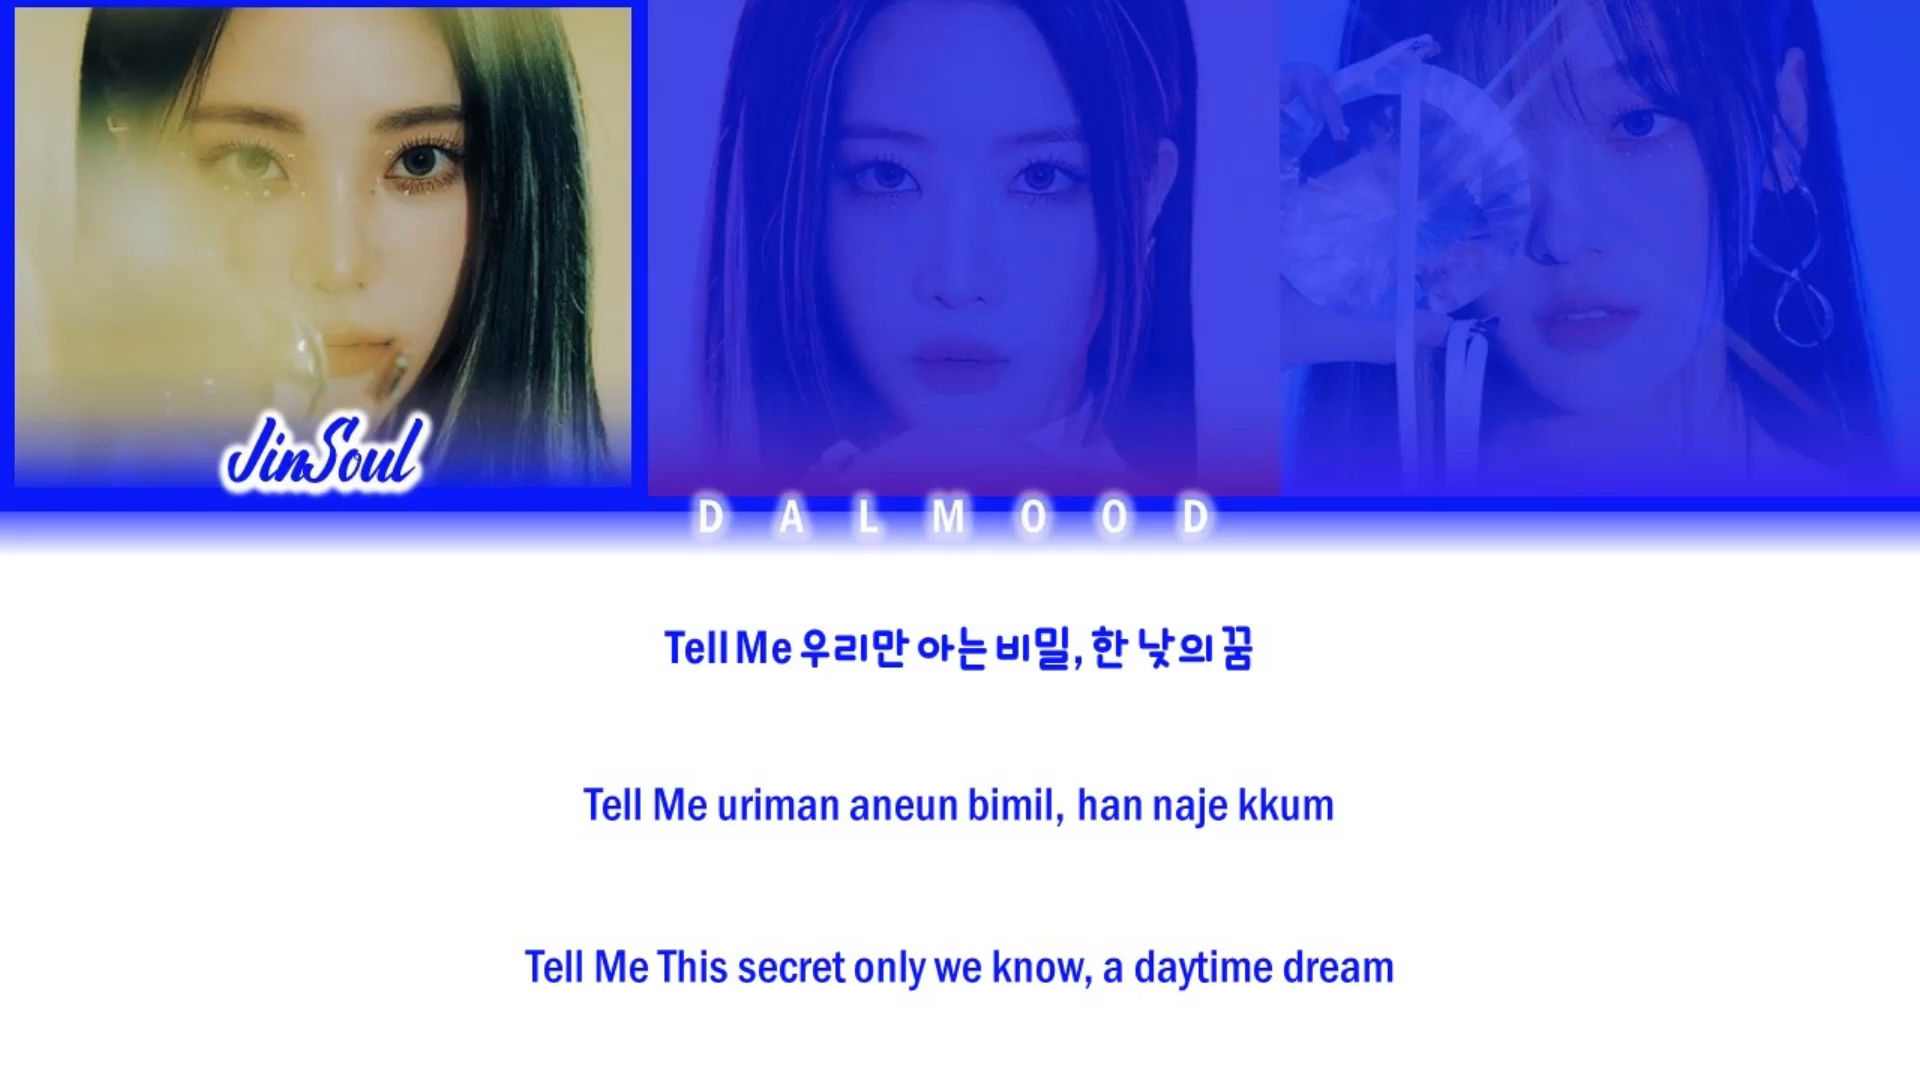 JinSoul
DALMOOD
Tell Me 우리만 아는 비밀, 한 낮의 꿈
Tell Me uriman aneun bimil, han naje kkum
Tell Me This secret only we know, a daytime dream